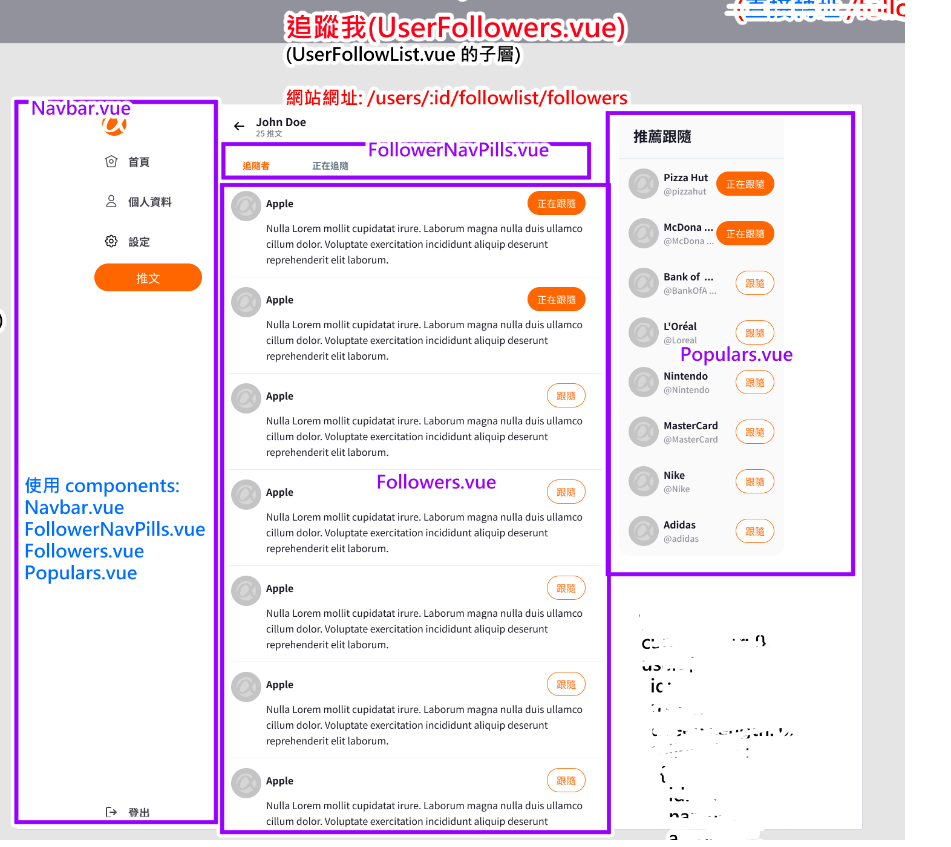 追蹤我(UserFollowers.vue)
(UserFollowList.vue 的子層)
網站網址: /users/:id/followlist/followers
Navbar.vue
首頁
個人資料
設定
推文
使用 components:
Navbar.vue
FollowerNavPills.vue
Followers.vue
Populars.vue
登出
John Doe
25 推文
FollowerNavPills.vue
追隨者
正在追隨
Apple
正在跟隨
Nulla Lorem mollit cupidatat irure. Laborum magna nulla duis ullamco
cillum dolor. Voluptate exercitation incididunt aliquip deserunt
reprehenderit elit laborum.
Apple
正在跟隨
Nulla Lorem mollit cupidatat irure. Laborum magna nulla duis ullamco
cillum dolor. Voluptate exercitation incididunt aliquip deserunt
reprehenderit elit laborum.
Apple
跟隨
Nulla Lorem mollit cupidatat irure. Laborum magna nulla duis ullamco
cillum dolor. Voluptate exercitation incididunt aliquip deserunt
reprehenderit elit laborum.
Followers.vue
Apple
跟隨
Nulla Lorem mollit cupidatat irure. Laborum magna nulla duis ullamco
cillum dolor. Voluptate exercitation incididunt aliquip deserunt
reprehenderit elit laborum.
Apple
跟隨
Nulla Lorem mollit cupidatat irure. Laborum magna nulla duis ullamco
cillum dolor. Voluptate exercitation incididunt aliquip deserunt
reprehenderit elit laborum.
Apple
跟隨
Nulla Lorem mollit cupidatat irure. Laborum magna nulla duis ullamco
cillum dolor. Voluptate exercitation incididunt aliquip deserunt
reprehenderit elit laborum.
Apple
跟隨
Nulla Lorem mollit cupidatat irure. Laborum magna nulla duis ullamco
cillum dolor. Voluptate exercitation incididunt aliquip deserunt
推薦跟隨
Pizza Hut
@pizzahut
正在跟隨
McDona ...
@McDona ...
正在跟隨
Bank of ...
@BankOfA ...
跟隨
L'Oréal
@Loreal
跟隨
Populars.vue
Nintendo
@Nintendo
跟隨
MasterCard
@MasterCard
跟隨
Nike
@Nike
跟隨
Adidas
@adidas
跟隨